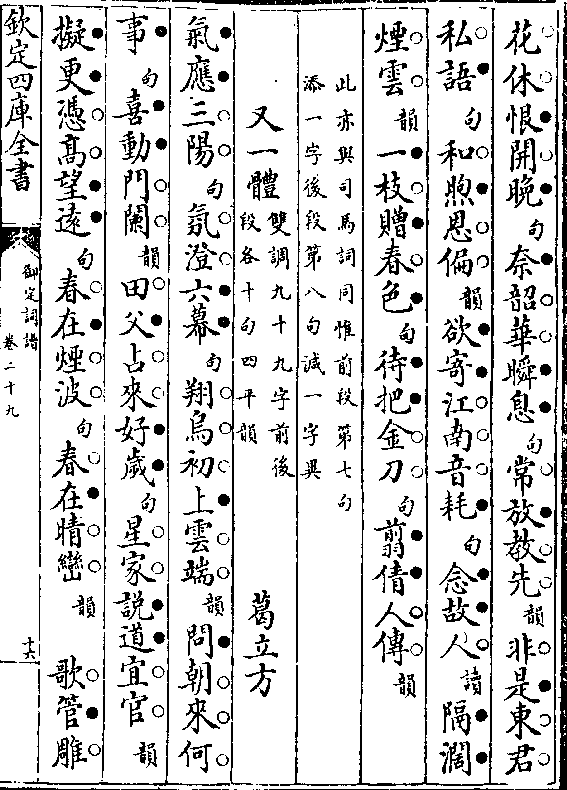 花休恨開晚句奈韶華瞬息句常放教先韻非是東君
私語句和煦恩偏韻欲寄江南音耗句念故人讀隔濶
煙雲韻一枝贈春色句待把金刀句翦倩人傳韻
此亦與司馬詞同惟前段第七句
添一字後段第八句減一字異
又一體雙調九十九字前後
段各十句四平韻葛立方
氣應三陽句氛澄六幕句翔烏初上雲端韻問朝來何
事句喜動門闌韻田父占來好歲句星家說道宜官韻
擬更憑高望遠句春在煙波句春在晴巒韻歌管雕
欽定四庫全書
御定詞譜
卷二十九
十六